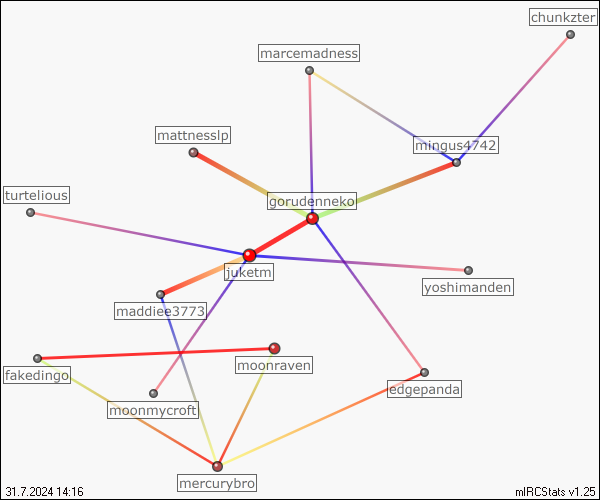 chunkzter
marcemadness
mattnesslp
mingus4742
turtelious
gorudenneko
juketm
yoshimanden
maddiee3773
moonraven
fakedingo
edgepanda
moonmycroft
mercurybro
31.7.2024 14:16
mIRCStats v1.25